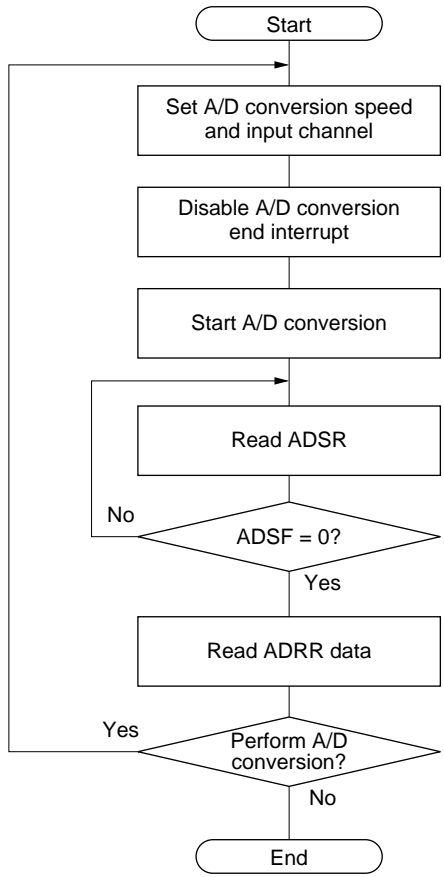 Start
Set A/D conversion speed
and input channel
Disable A/D conversion
end interrupt
Start A/D conversion
Read ADSR
No
ADSF = 0?
Yes
Read ADRR data
Yes
Perform A/D
conversion?
No
End